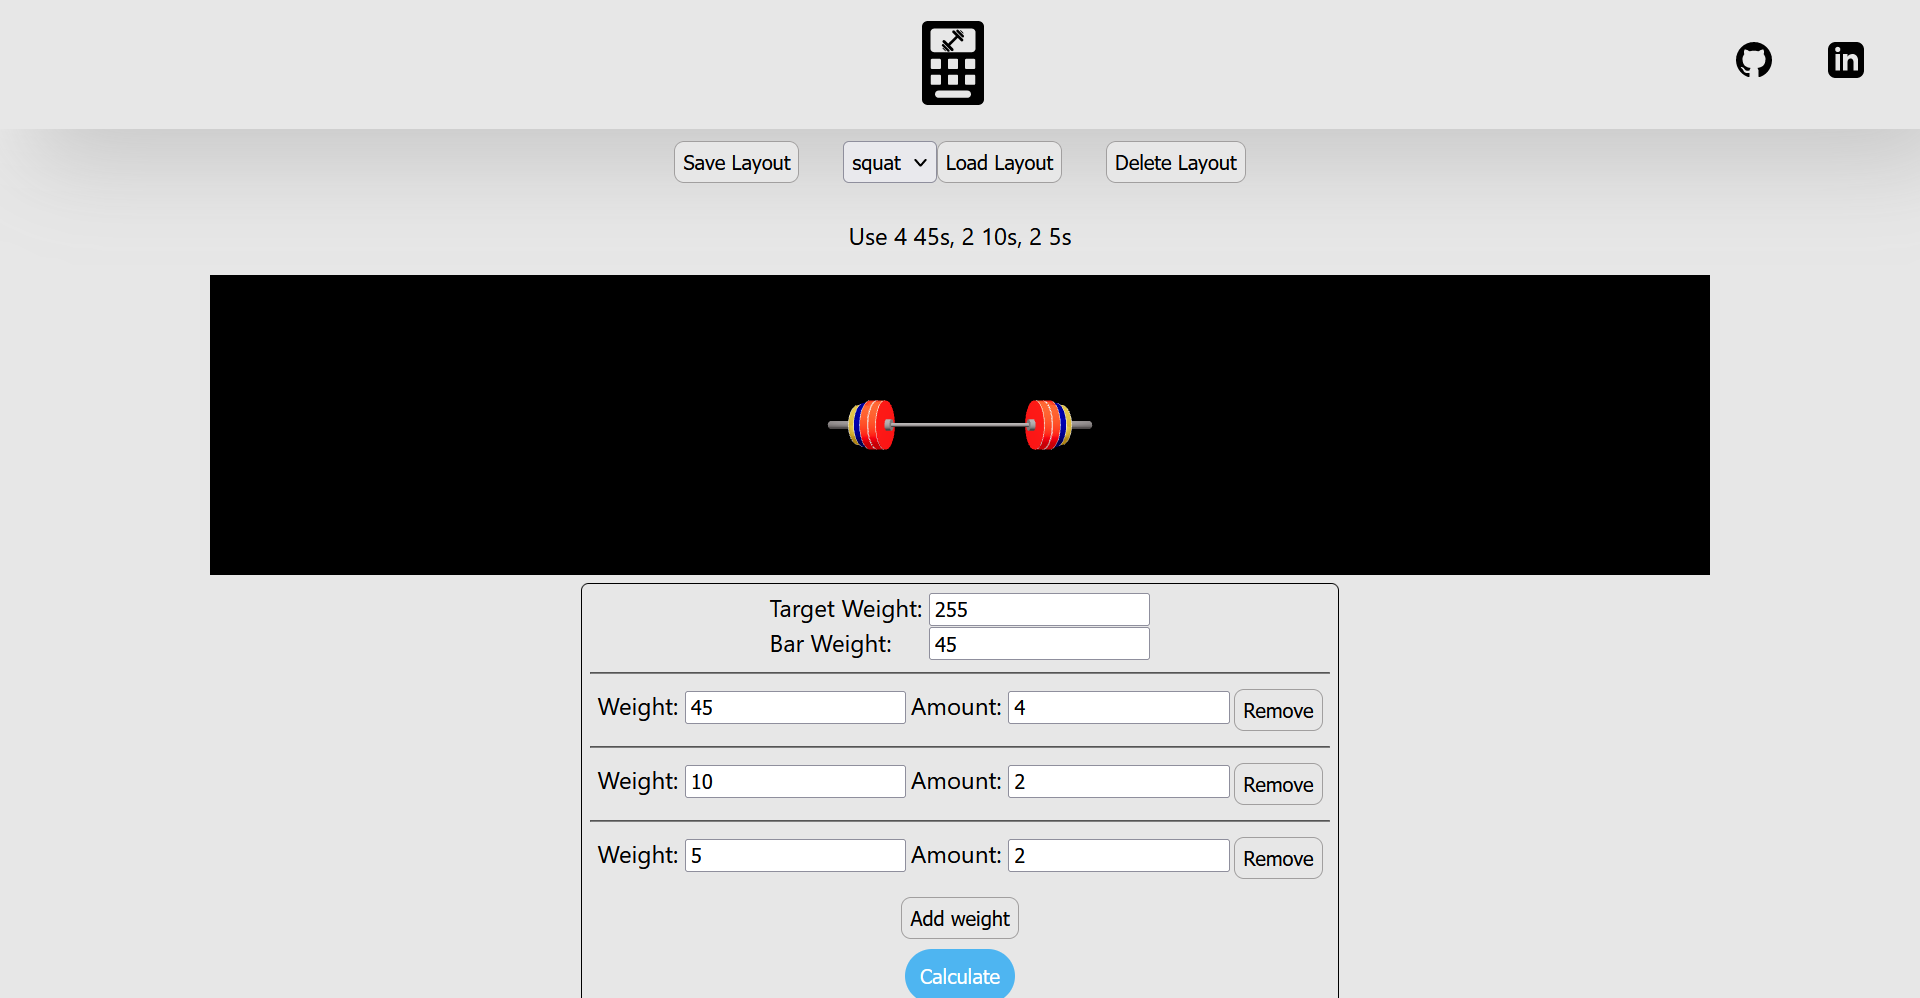 in
Save Layout squat Load Layout Delete Layout
Use 4 45s, 2 10s, 2 5s
Target Weight: 255
Bar Weight: 45
Weight: 45 Amount: 4 Remove
Weight: 10 Amount: 2 Remove
Weight: 5 Amount: 2 Remove
Add weight
Calculate